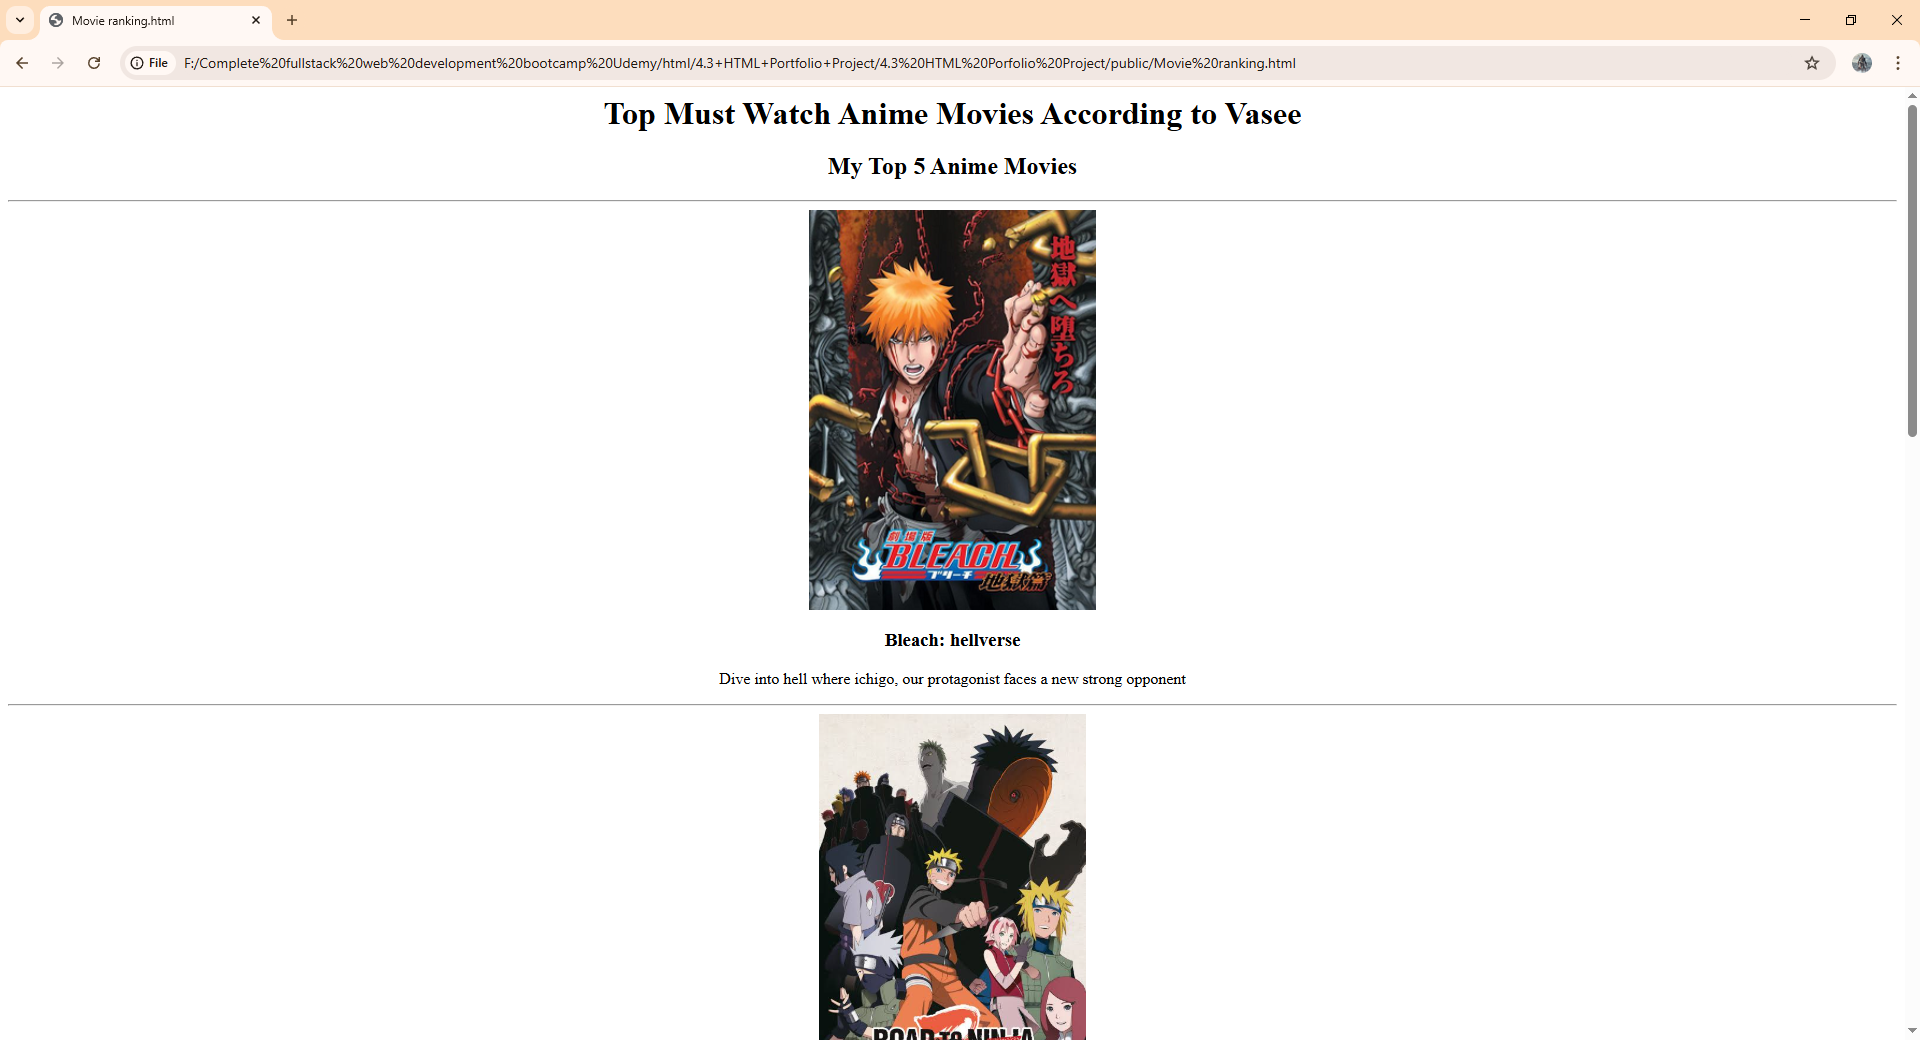 Movie ranking.html
File
F:/Complete%20fullstack%20web%20development%20bootcamp%20Udemy/html/4.3+HTML+Portfolio+Project/4.3%20HTML%20Porfolio%20Project/public/Movie%20ranking.html
Top Must Watch Anime Movies According to Vasee
My Top 5 Anime Movies
地獄へ堕ちろ
劇場版
BLEACH
ブリーチ
地獄篇
Bleach: hellverse
Dive into hell where ichigo, our protagonist faces a new strong opponent
ROAD TO NINJA